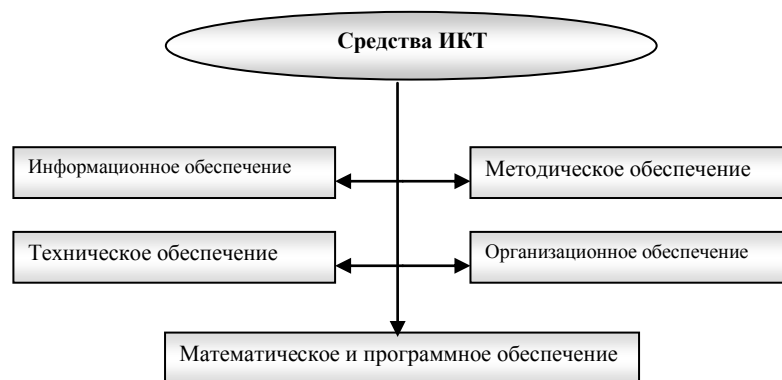 Средства ИКТ
Информационное обеспечение
Методическое обеспечение
Техническое обеспечение
Организационное обеспечение
Математическое и программное обеспечение